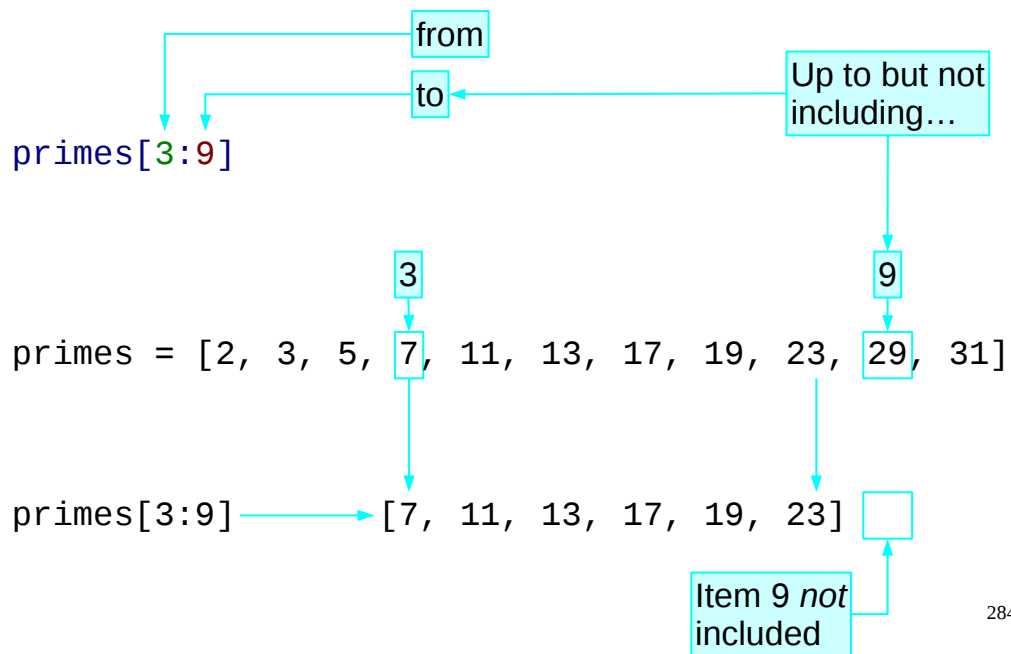 from
to
Up to but not
including…
primes[3:9]
3
9
primes = [2, 3, 5, 7, 11, 13, 17, 19, 23, 29, 31]
primes[3:9]
[7, 11, 13, 17, 19, 23]
Item 9 not
included
284